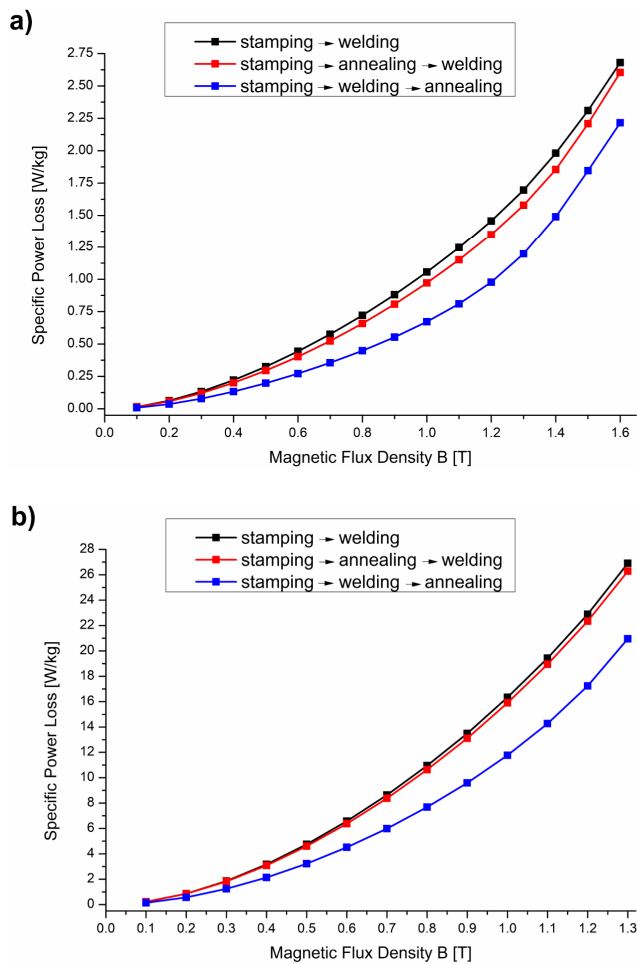 a)
stamping → welding
stamping → annealing → welding
stamping → welding → annealing
Specific Power Loss [W/kg]
2.75
2.50
2.25
2.00
1.75
1.50
1.25
1.00
0.75
0.50
0.25
0.00
0.0 0.2 0.4 0.6 0.8 1.0 1.2 1.4 1.6
Magnetic Flux Density B [T]
b)
stamping → welding
stamping → annealing → welding
stamping → welding → annealing
Specific Power Loss [W/kg]
28
26
24
22
20
18
16
14
12
10
8
6
4
2
0
0.0 0.1 0.2 0.3 0.4 0.5 0.6 0.7 0.8 0.9 1.0 1.1 1.2 1.3
Magnetic Flux Density B [T]